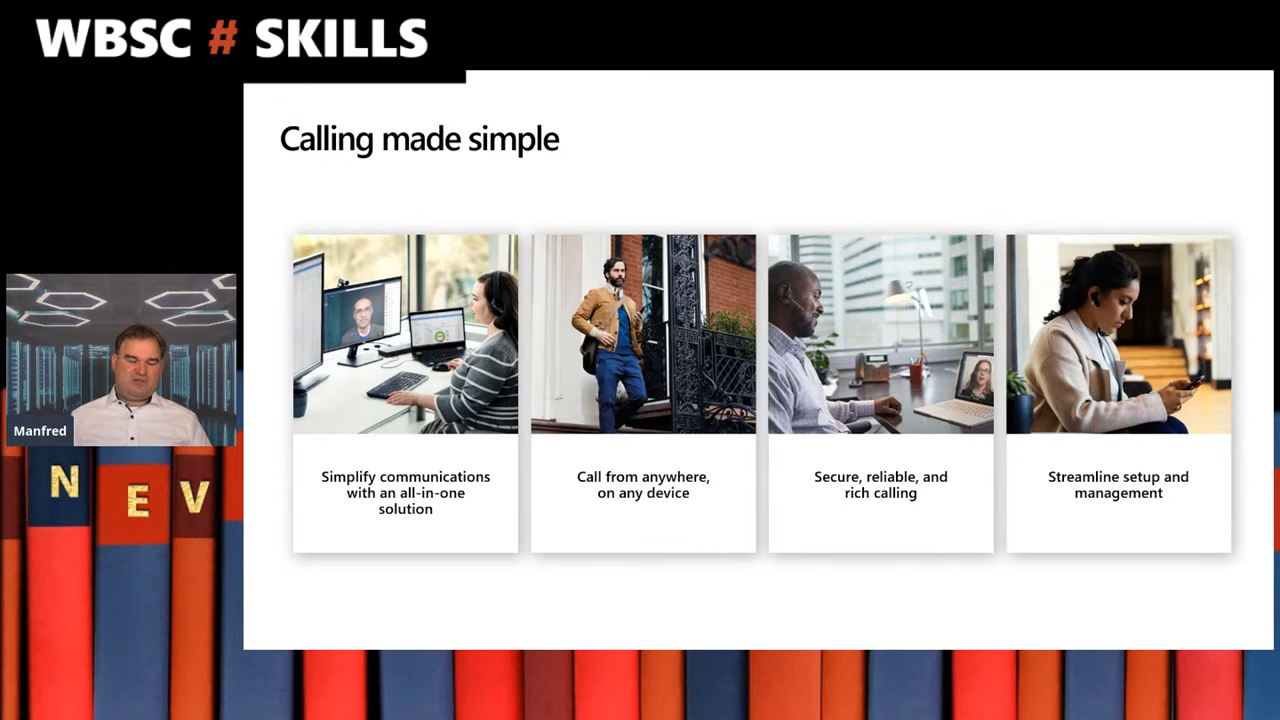 WBSC # SKILLS
Calling made simple
Manfred
N E V
Simplify communications
with an all-in-one
solution
Call from anywhere,
on any device
Secure, reliable, and
rich calling
Streamline setup and
management